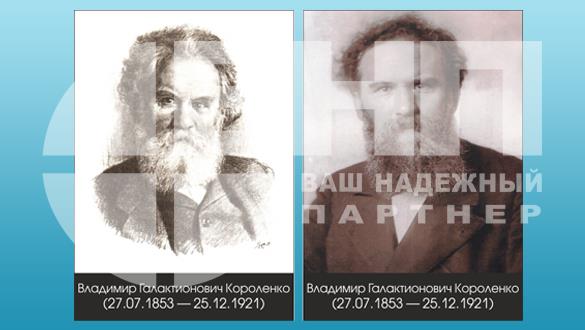 Владимир Галактионович Короленко
(27.07.1853 — 25.12.1921)
Владимир Галактионович Короленко
(27.07.1853 — 25.12.1921)
НП
ВАШ НАДЕЖНЫЙ
ПАРТНЕР